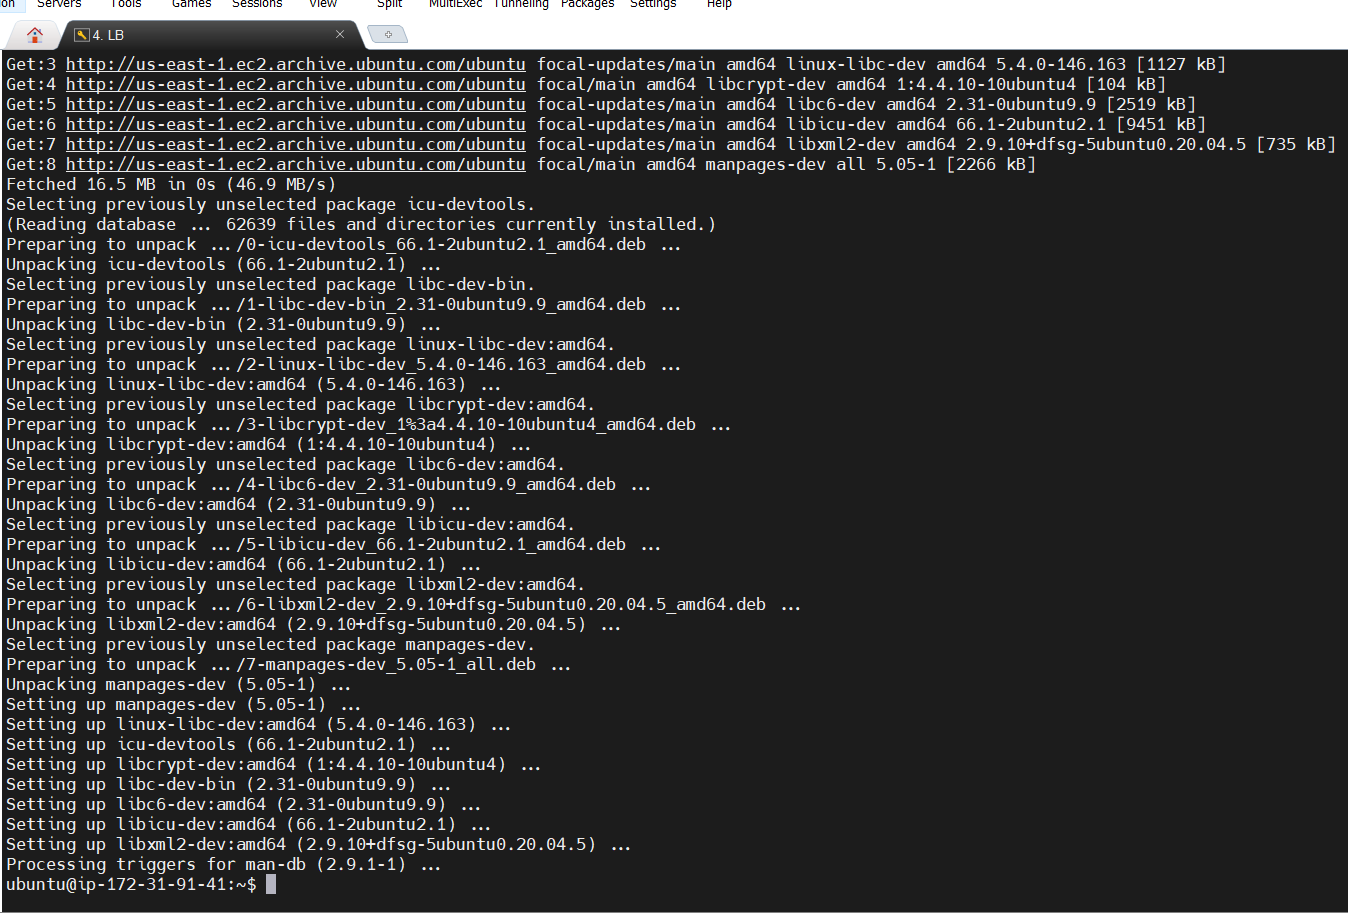 on Servers Tools Games Sessions View Split MultiExec Tunneling Packages Settings Help
4. LB
Get:3 http://us-east-1.ec2.archive.ubuntu.com/ubuntu focal-updates/main amd64 linux-libc-dev amd64 5.4.0-146.163 [1127 kB]
Get:4 http://us-east-1.ec2.archive.ubuntu.com/ubuntu focal/main amd64 libcrypt-dev amd64 1:4.4.10-10ubuntu4 [104 kB]
Get:5 http://us-east-1.ec2.archive.ubuntu.com/ubuntu focal-updates/main amd64 libc6-dev amd64 2.31-0ubuntu9.9 [2519 kB]
Get:6 http://us-east-1.ec2.archive.ubuntu.com/ubuntu focal-updates/main amd64 libicu-dev amd64 66.1-2ubuntu2.1 [9451 kB]
Get:7 http://us-east-1.ec2.archive.ubuntu.com/ubuntu focal-updates/main amd64 libxml2-dev amd64 2.9.10+dfsg-5ubuntu0.20.04.5 [735 kB]
Get:8 http://us-east-1.ec2.archive.ubuntu.com/ubuntu focal/main amd64 manpages-dev all 5.05-1 [2266 kB]
Fetched 16.5 MB in 0s (46.9 MB/s)
Selecting previously unselected package icu-devtools.
(Reading database ... 62639 files and directories currently installed.)
Preparing to unpack .../0-icu-devtools_66.1-2ubuntu2.1_amd64.deb ...
Unpacking icu-devtools (66.1-2ubuntu2.1) ...
Selecting previously unselected package libc-dev-bin.
Preparing to unpack .../1-libc-dev-bin_2.31-0ubuntu9.9_amd64.deb ...
Unpacking libc-dev-bin (2.31-0ubuntu9.9) ...
Selecting previously unselected package linux-libc-dev:amd64.
Preparing to unpack .../2-linux-libc-dev_5.4.0-146.163_amd64.deb ...
Unpacking linux-libc-dev:amd64 (5.4.0-146.163) ...
Selecting previously unselected package libcrypt-dev:amd64.
Preparing to unpack .../3-libcrypt-dev_1%3a4.4.10-10ubuntu4_amd64.deb ...
Unpacking libcrypt-dev:amd64 (1:4.4.10-10ubuntu4) ...
Selecting previously unselected package libc6-dev:amd64.
Preparing to unpack .../4-libc6-dev_2.31-0ubuntu9.9_amd64.deb ...
Unpacking libc6-dev:amd64 (2.31-0ubuntu9.9) ...
Selecting previously unselected package libicu-dev:amd64.
Preparing to unpack .../5-libicu-dev_66.1-2ubuntu2.1_amd64.deb ...
Unpacking libicu-dev:amd64 (66.1-2ubuntu2.1) ...
Selecting previously unselected package libxml2-dev:amd64.
Preparing to unpack .../6-libxml2-dev_2.9.10+dfsg-5ubuntu0.20.04.5_amd64.deb ...
Unpacking libxml2-dev:amd64 (2.9.10+dfsg-5ubuntu0.20.04.5) ...
Selecting previously unselected package manpages-dev.
Preparing to unpack .../7-manpages-dev_5.05-1_all.deb ...
Unpacking manpages-dev (5.05-1) ...
Setting up manpages-dev (5.05-1) ...
Setting up linux-libc-dev:amd64 (5.4.0-146.163) ...
Setting up icu-devtools (66.1-2ubuntu2.1) ...
Setting up libcrypt-dev:amd64 (1:4.4.10-10ubuntu4) ...
Setting up libc-dev-bin (2.31-0ubuntu9.9) ...
Setting up libc6-dev:amd64 (2.31-0ubuntu9.9) ...
Setting up libicu-dev:amd64 (66.1-2ubuntu2.1) ...
Setting up libxml2-dev:amd64 (2.9.10+dfsg-5ubuntu0.20.04.5) ...
Processing triggers for man-db (2.9.1-1) ...
ubuntu@ip-172-31-91-41:~$